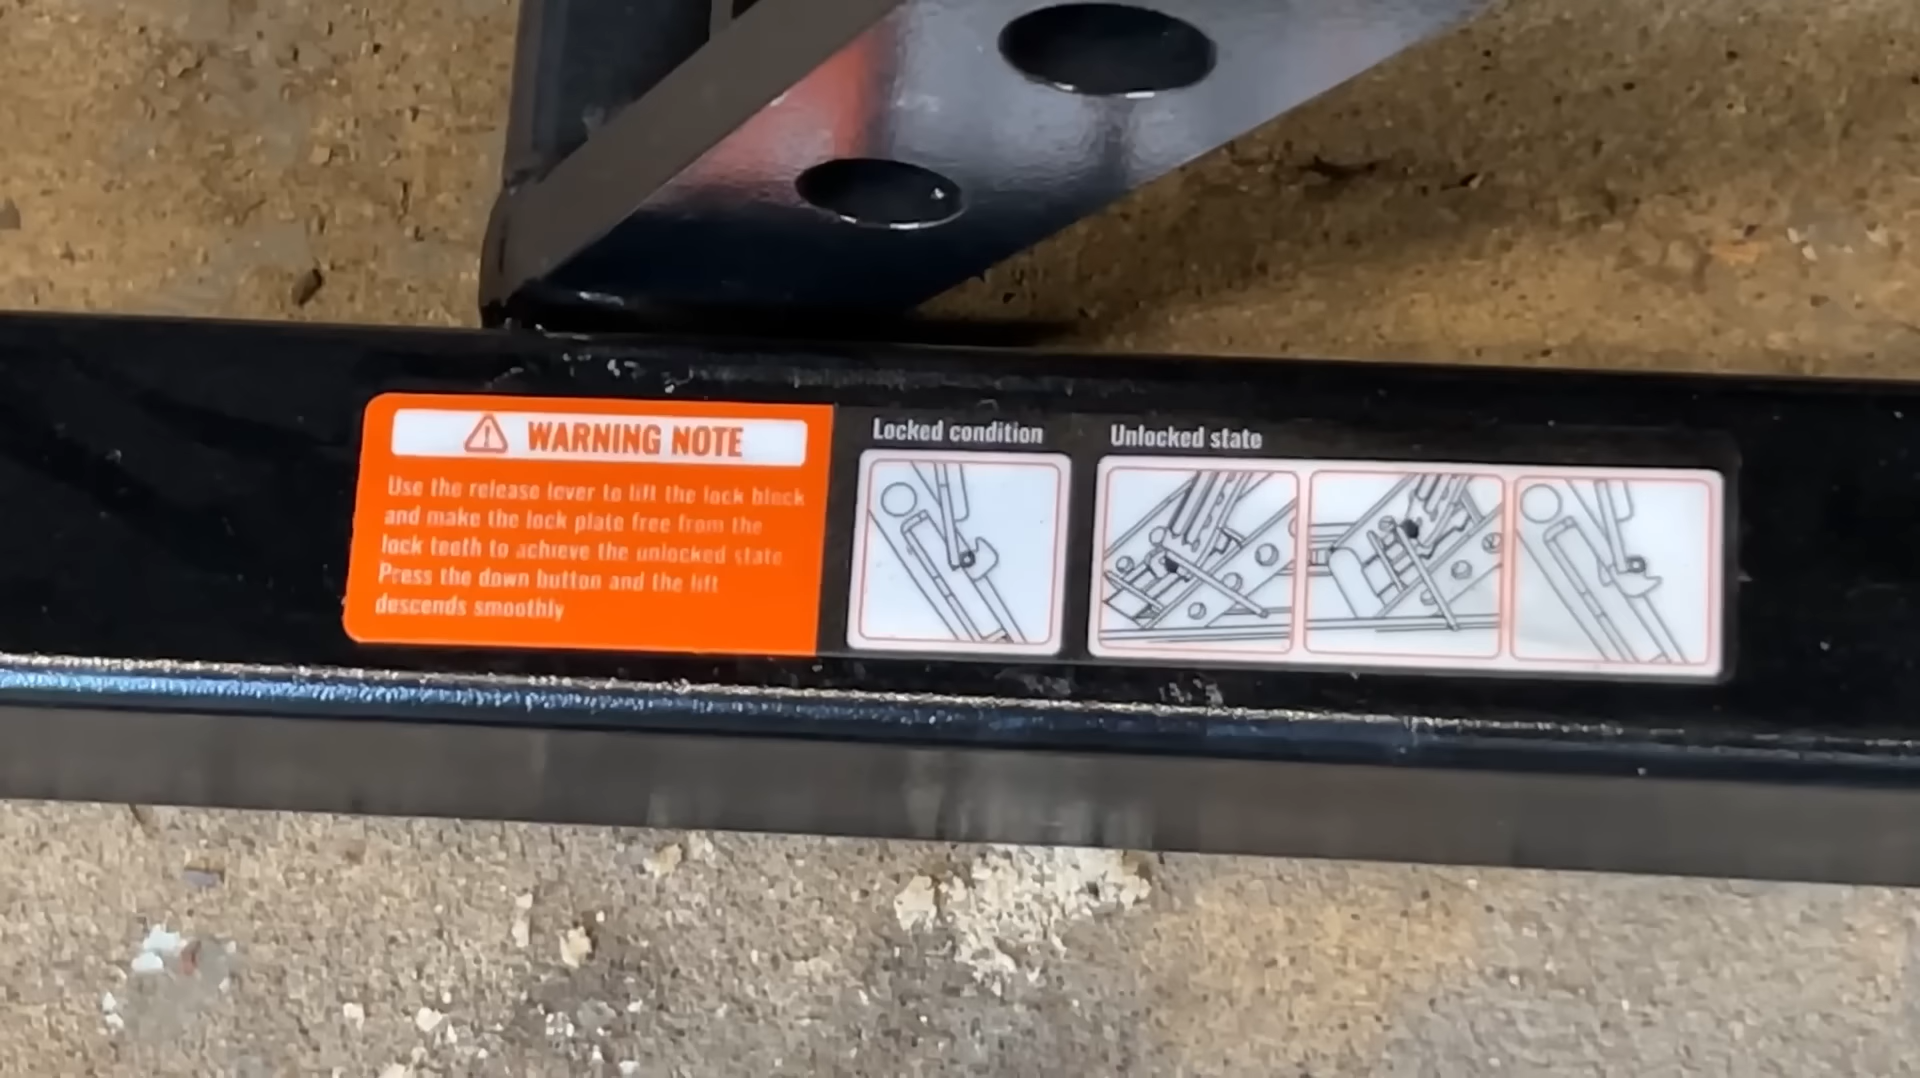 WARNING NOTE
Use the release lever to lift the lock block
and make the lock plate free from the
lock teeth to achieve the unlocked state
Press the down button and the lift
descends smoothly
Locked condition
Unlocked state